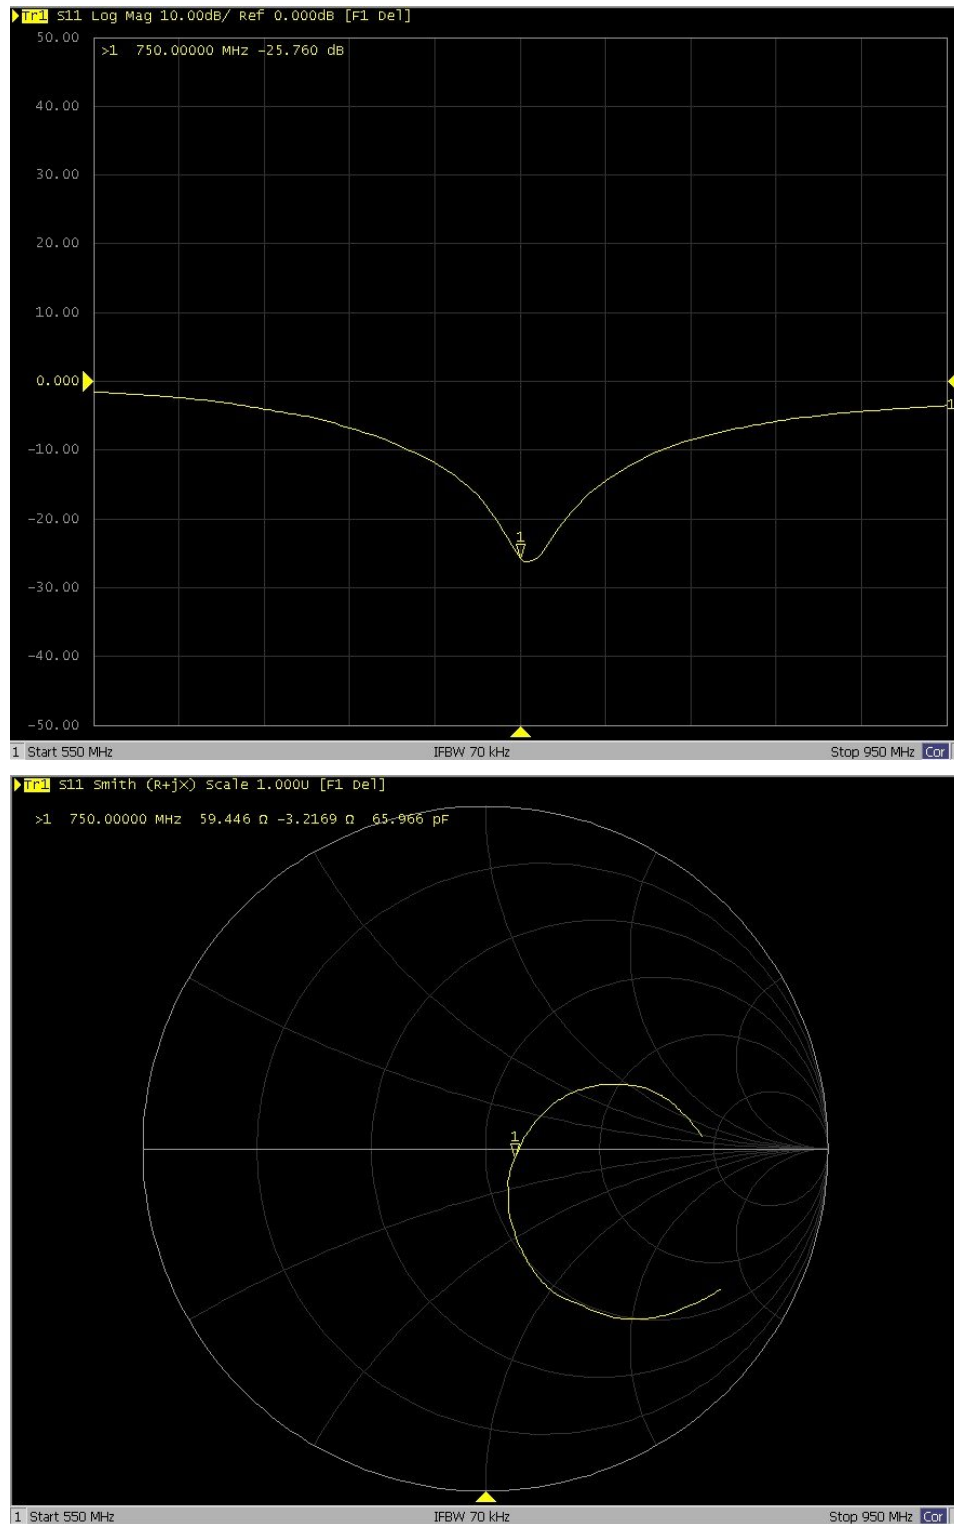 Tr1 S11 Log Mag 10.00dB/ Ref 0.000dB [F1 Del]
50.00
>1 750.00000 MHz -25.760 dB
40.00
30.00
20.00
10.00
0.000
1
-10.00
-20.00
1
-30.00
-40.00
-50.00
1 Start 550 MHz IFBW 70 kHz Stop 950 MHz Cor
Tr1 S11 Smith (R+jX) Scale 1.000U [F1 Del]
>1 750.00000 MHz 59.446 Ω -3.2169 Ω 65.966 pF
1
1 Start 550 MHz IFBW 70 kHz Stop 950 MHz Cor